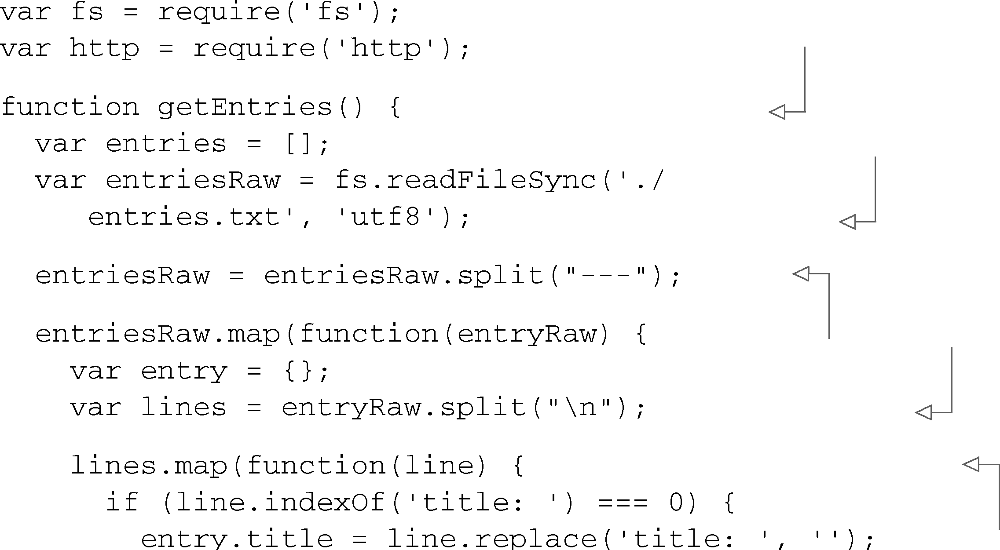 var fs = require('fs');
var http = require('http');
function getEntries() {
  var entries = [];
  var entriesRaw = fs.readFileSync('./
     entries.txt', 'utf8');
  entriesRaw = entriesRaw.split("---");
  entriesRaw.map(function(entryRaw) {
    var entry = {};
    var lines = entryRaw.split("\n");
    lines.map(function(line) {
      if (line.indexOf('title: ') === 0) {
        entry.title = line.replace('title: ', '');